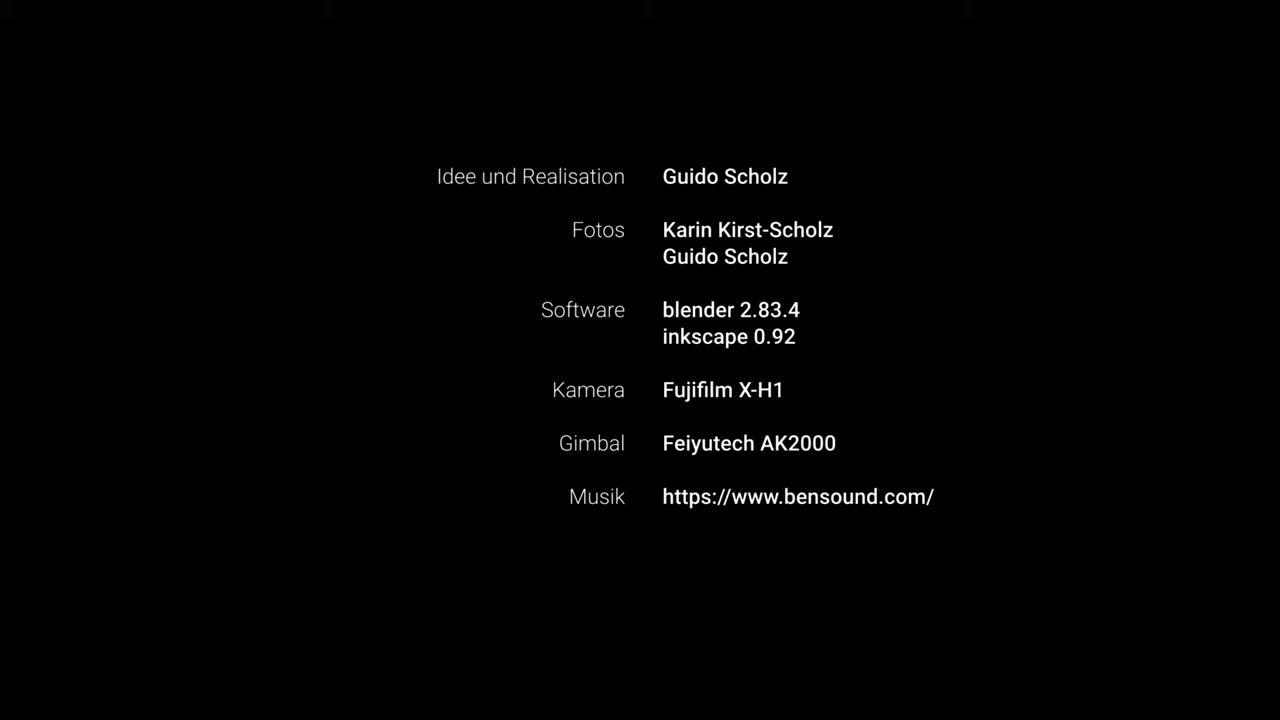 Idee und Realisation Guido Scholz
Fotos Karin Kirst-Scholz
Guido Scholz
Software blender 2.83.4
inkscape 0.92
Kamera Fujifilm X-H1
Gimbal Feiyutech AK2000
Musik https://www.bensound.com/